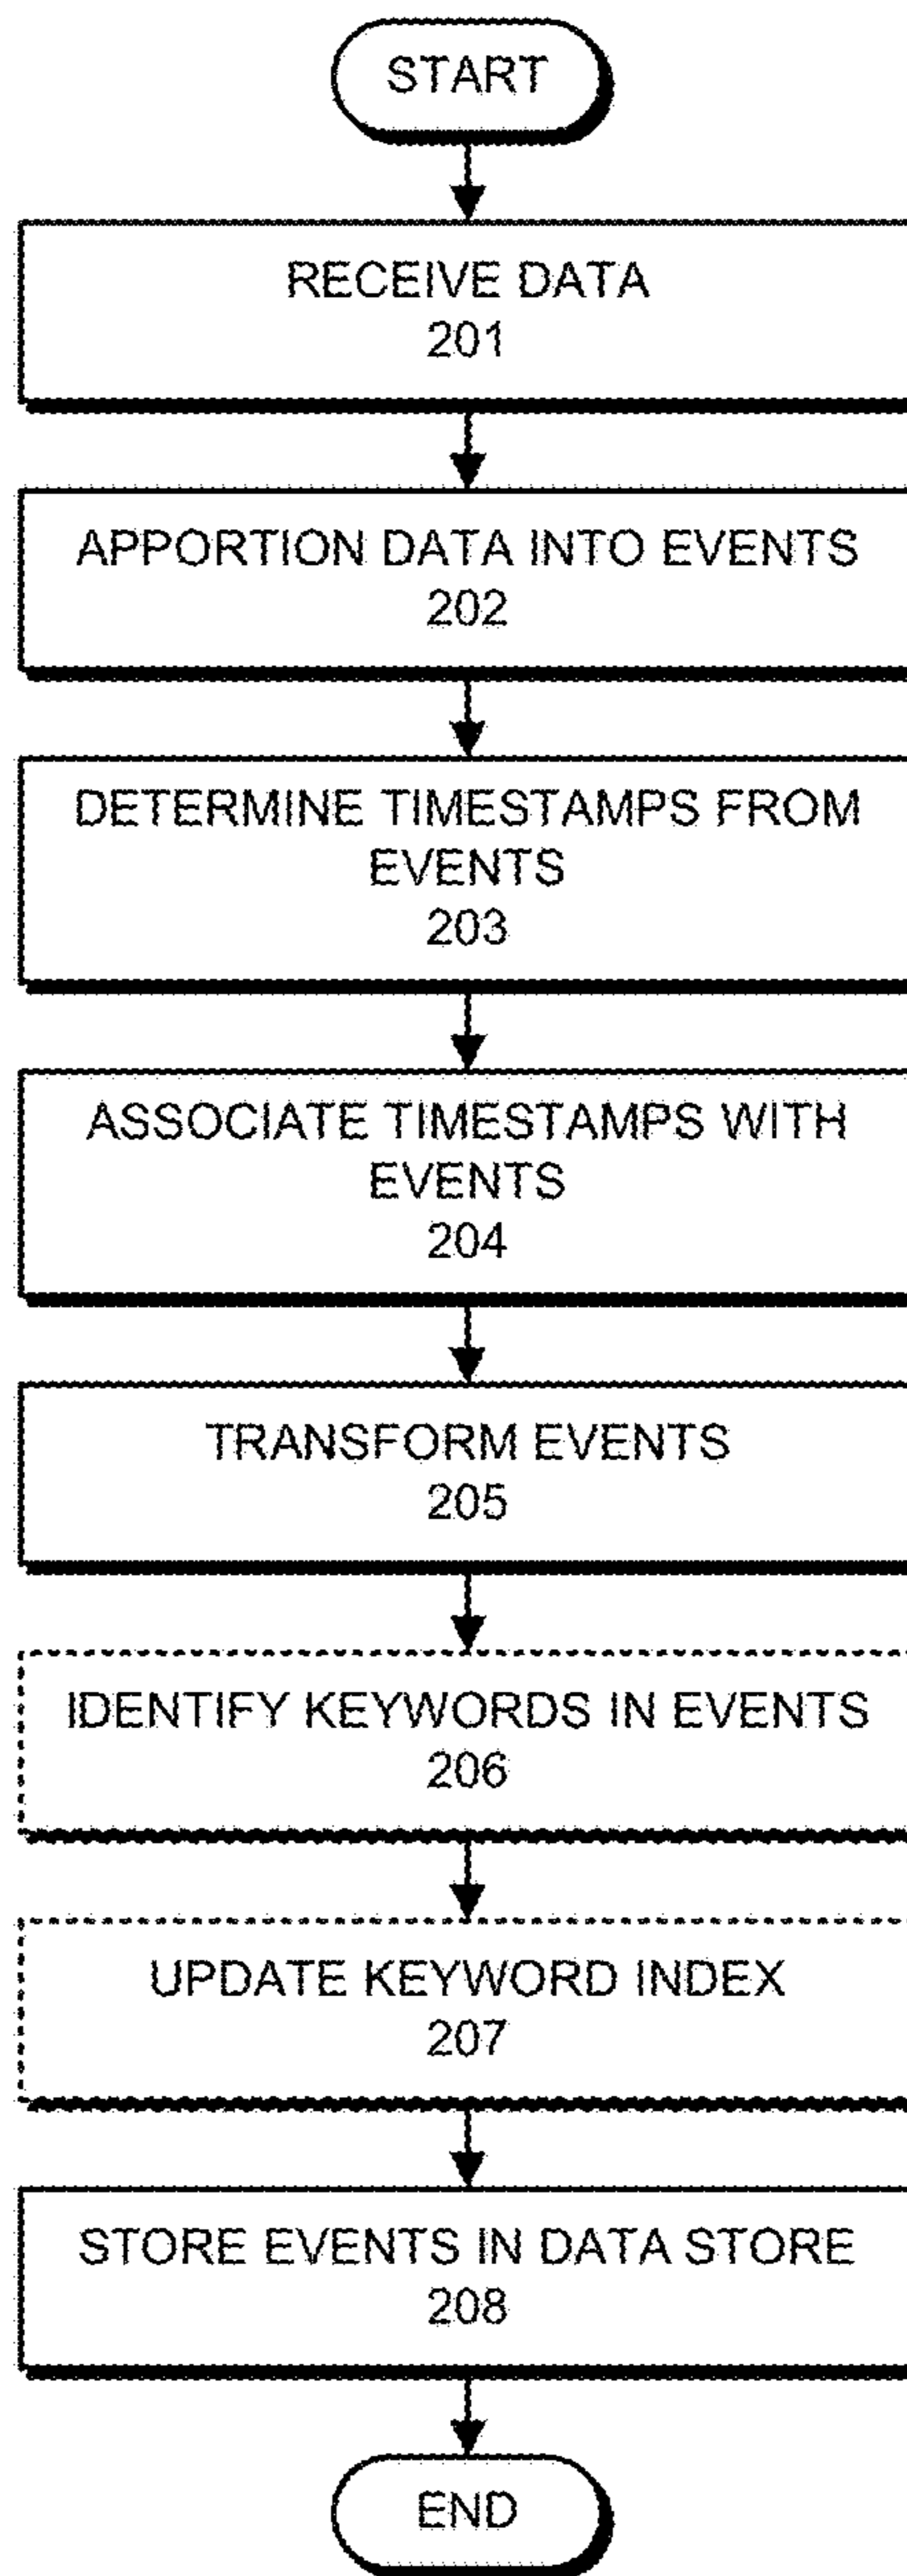 START
RECEIVE DATA
201
APPORTION DATA INTO EVENTS
202
DETERMINE TIMESTAMPS FROM
EVENTS
203
ASSOCIATE TIMESTAMPS WITH
EVENTS
204
TRANSFORM EVENTS
205
IDENTIFY KEYWORDS IN EVENTS
206
UPDATE KEYWORD INDEX
207
STORE EVENTS IN DATA STORE
208
END